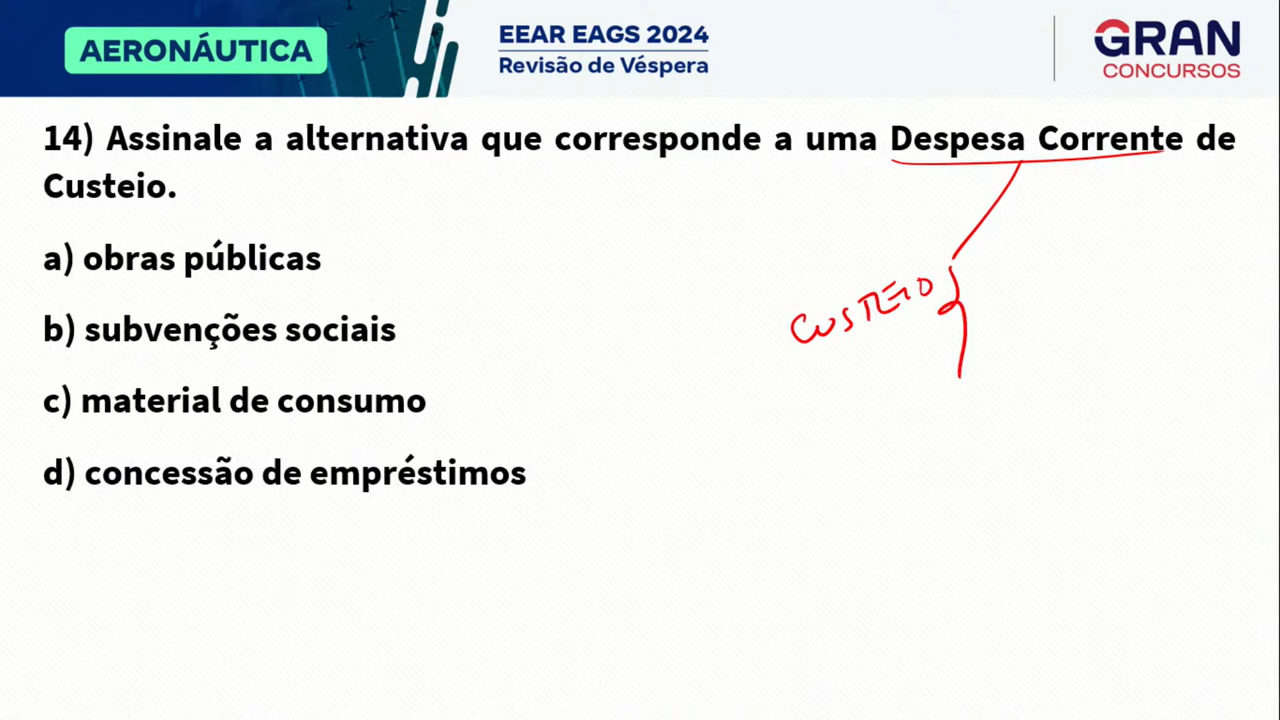 AERONÁUTICA
EEAR EAGS 2024
Revisão de Véspera
GRAN
CONCURSOS
14) Assinale a alternativa que corresponde a uma Despesa Corrente de
Custeio.
a) obras públicas
b) subvenções sociais
c) material de consumo
d) concessão de empréstimos
CUSTEIO